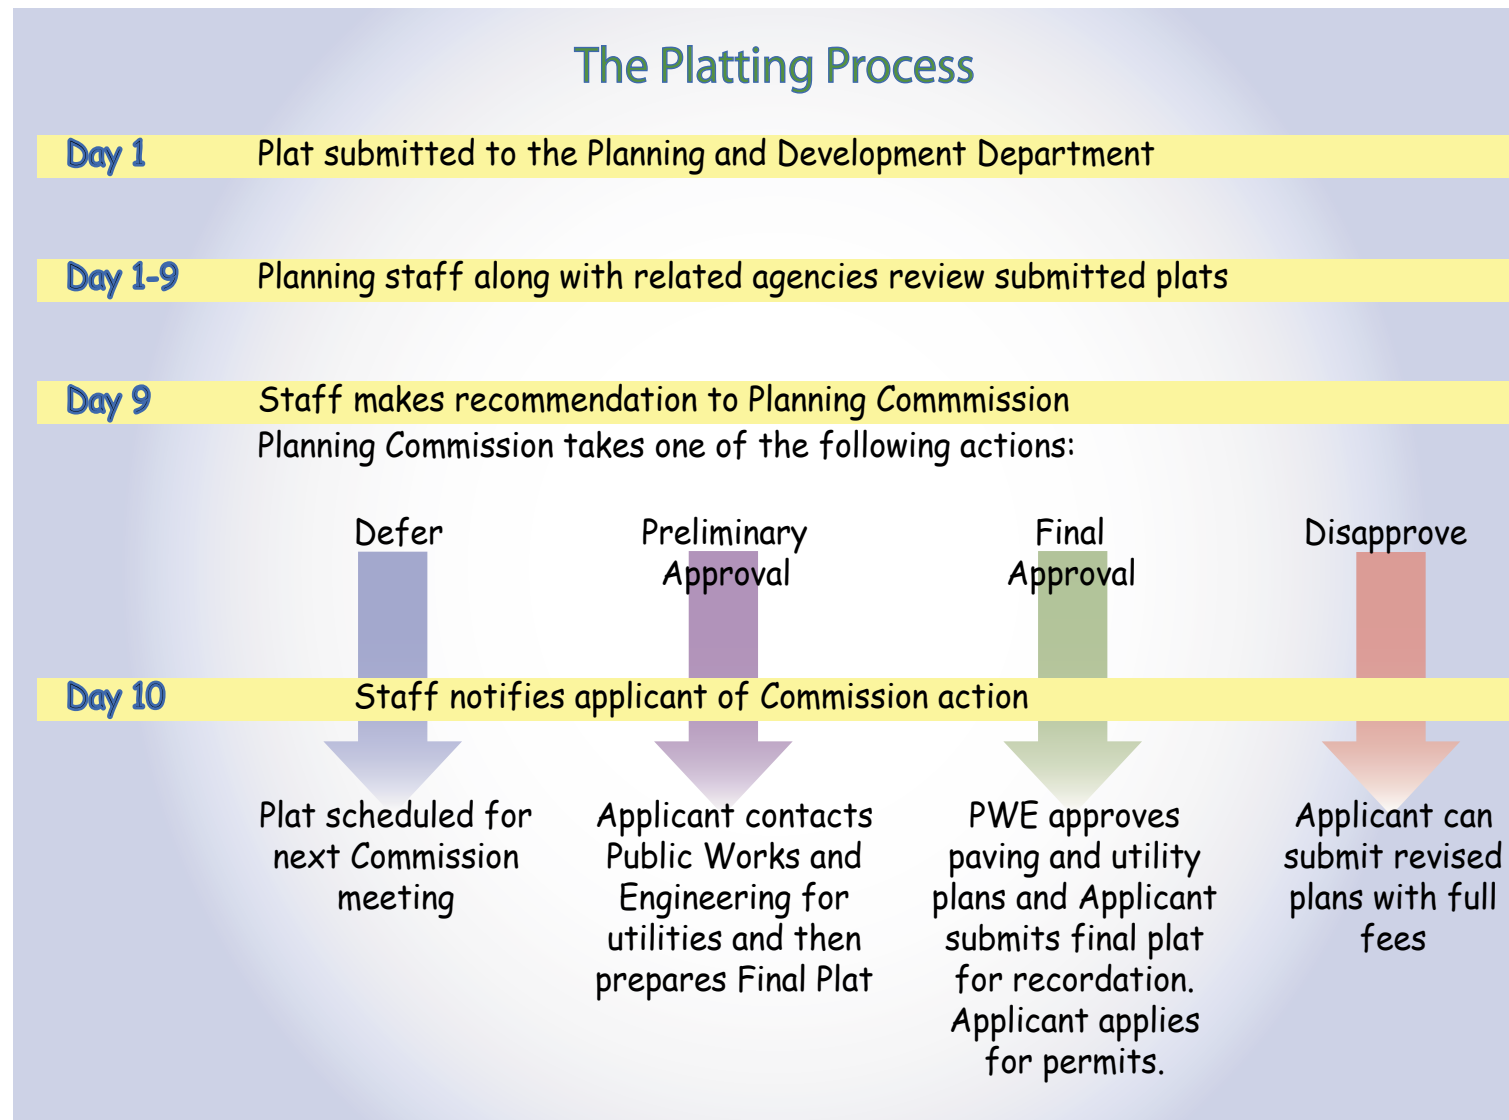 The Platting Process
Day 1 Plat submitted to the Planning and Development Department
Day 1-9 Planning staff along with related agencies review submitted plats
Day 9 Staff makes recommendation to Planning Commmission
Planning Commission takes one of the following actions:
Defer
Preliminary
Approval
Final
Approval
Disapprove
Day 10 Staff notifies applicant of Commission action
Plat scheduled for
next Commission
meeting
Applicant contacts
Public Works and
Engineering for
utilities and then
prepares Final Plat
PWE approves
paving and utility
plans and Applicant
submits final plat
for recordation.
Applicant applies
for permits.
Applicant can
submit revised
plans with full
fees